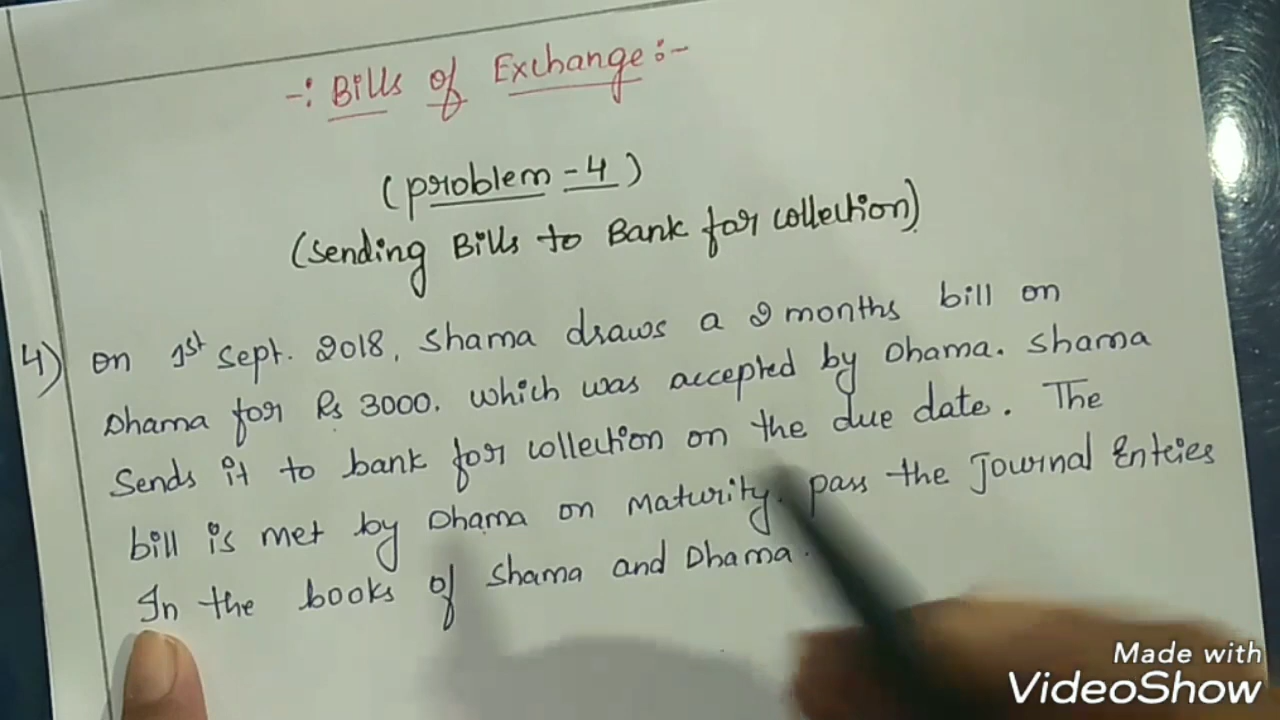 -: Bills of Exchange :-
(problem - 4)
(Sending Bills to Bank for collection)
4) on 1st Sept. 2018, Shama draws a 2 months bill on
Dhama for Rs 3000. which was accepted by Dhama. Shama
Sends it to bank for collection on the due date. The
bill is met by Dhama on Maturity. pass the Journal Entries
In the books of Shama and Dhama.
Made with
VideoShow